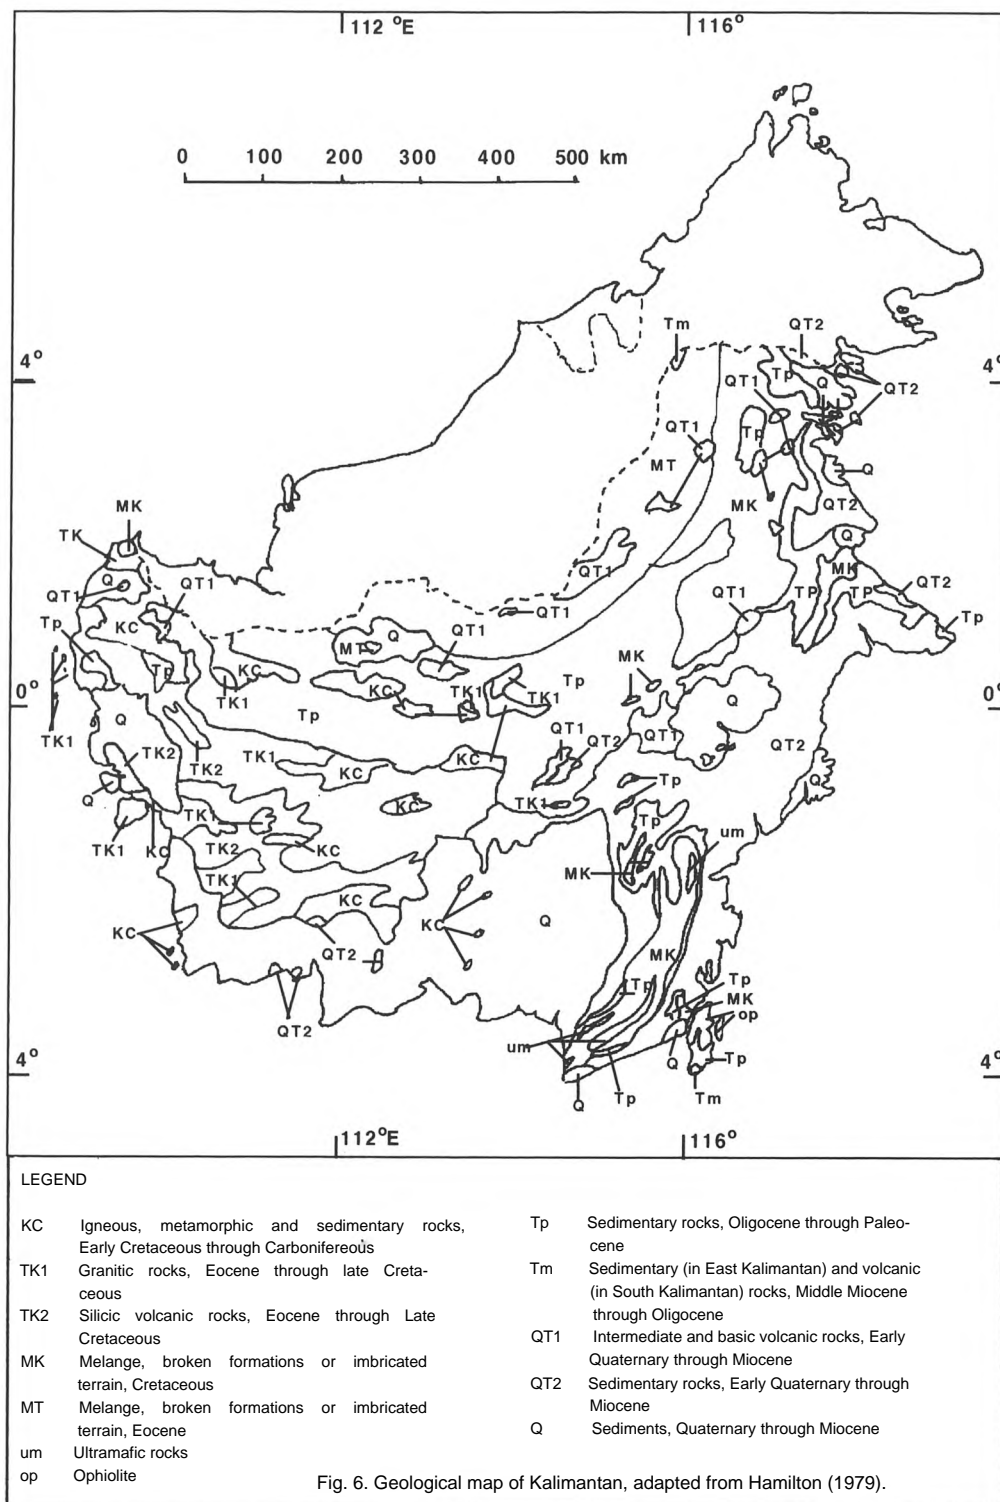 112 °E
116°
0 100 200 300 400 500 km
Tm
QT2
4°
4°
Tp
QT1
Q
QT2
QT1
Tp
MT
Q
MK
MK
QT2
TK
Q
Q
QT1
MK
QT1
QT1
QT2
QT1
TP
TP
QT1
Tp
KC
Q
QT1
Tp
MT
MK
Tp
KC
KC
TK1
TK1
Tp
0°
0°
TK1
Tp
Q
Q
QT1
QT1
QT2
QT2
TK1
TK2
TK2
TK1
KC
KC
Tp
Q
Q
TK1
KC
TK1
Tp
um
TK1
KC
TK2
KC
TK1
MK
KC
KC
KC
Q
QT2
MK
Tp
Tp
MK
op
QT2
um
Q
Tp
4°
4°
Q
Tp
Tm
112°E
116°
LEGEND
KC Igneous, metamorphic and sedimentary rocks,
Early Cretaceous through Carbonifereous
TK1 Granitic rocks, Eocene through late Creta-
ceous
TK2 Silicic volcanic rocks, Eocene through Late
Cretaceous
MK Melange, broken formations or imbricated
terrain, Cretaceous
MT Melange, broken formations or imbricated
terrain, Eocene
um Ultramafic rocks
op Ophiolite
Tp Sedimentary rocks, Oligocene through Paleo-
cene
Tm Sedimentary (in East Kalimantan) and volcanic
(in South Kalimantan) rocks, Middle Miocene
through Oligocene
QT1 Intermediate and basic volcanic rocks, Early
Quaternary through Miocene
QT2 Sedimentary rocks, Early Quaternary through
Miocene
Q Sediments, Quaternary through Miocene
Fig. 6. Geological map of Kalimantan, adapted from Hamilton (1979).